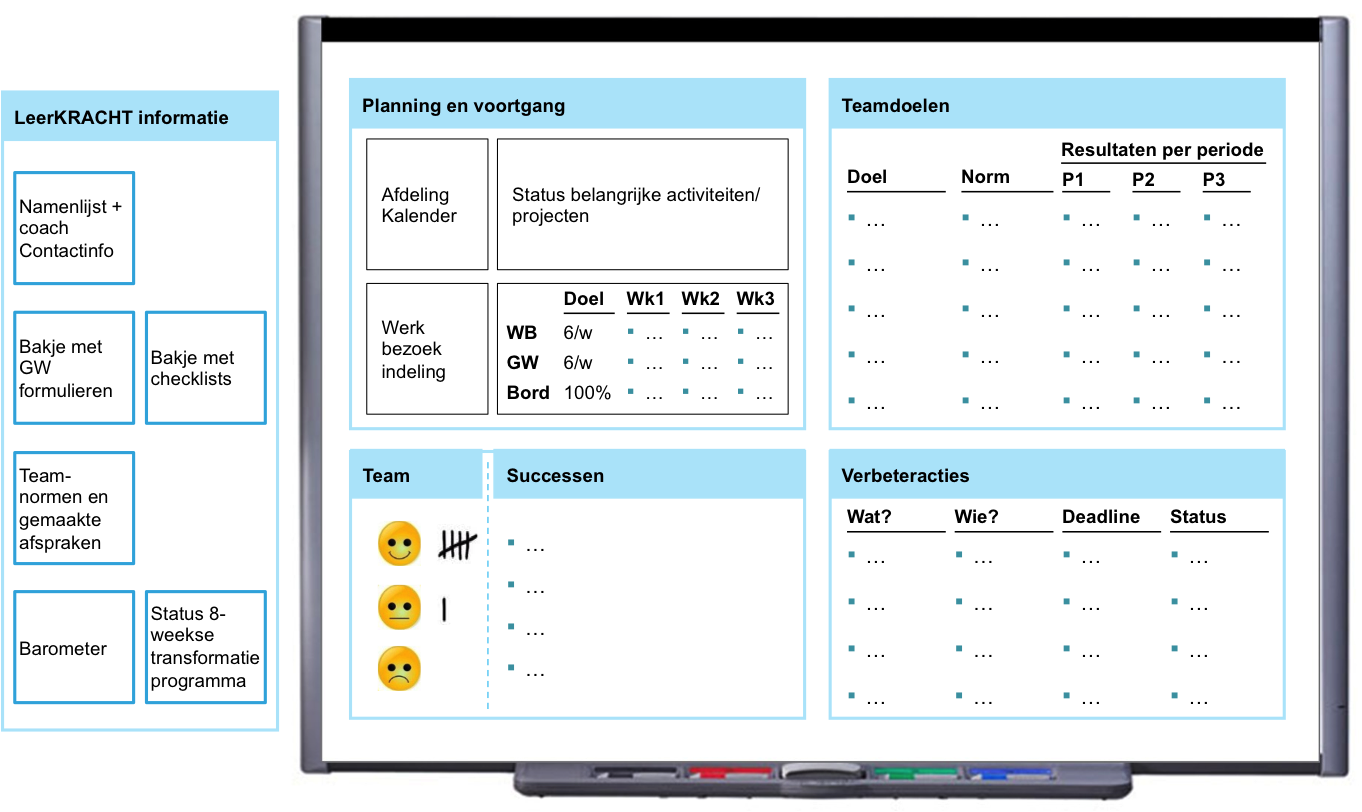 LeerKRACHT informatie
Namenlijst +
coach
Contactinfo
Bakje met
GW
formulieren
Bakje met
checklists
Team-
normen en
gemaakte
afspraken
Barometer
Status 8-
weekse
transformatie
programma
Planning en voortgang
Afdeling
Kalender
Status belangrijke activiteiten/
projecten
Werk
bezoek
indeling
Doel Wk1 Wk2 Wk3
WB 6/w ▪ … ▪ … ▪ …
GW 6/w ▪ … ▪ … ▪ …
Bord 100% ▪ … ▪ … ▪ …
Teamdoelen
Resultaten per periode
Doel Norm P1 P2 P3
▪ … ▪ … ▪ … ▪ … ▪ …
▪ … ▪ … ▪ … ▪ … ▪ …
▪ … ▪ … ▪ … ▪ … ▪ …
▪ … ▪ … ▪ … ▪ … ▪ …
▪ … ▪ … ▪ … ▪ … ▪ …
Team
Successen
▪ …
▪ …
▪ …
▪ …
Verbeteracties
Wat? Wie? Deadline Status
▪ … ▪ … ▪ … ▪ …
▪ … ▪ … ▪ … ▪ …
▪ … ▪ … ▪ … ▪ …
▪ … ▪ … ▪ … ▪ …